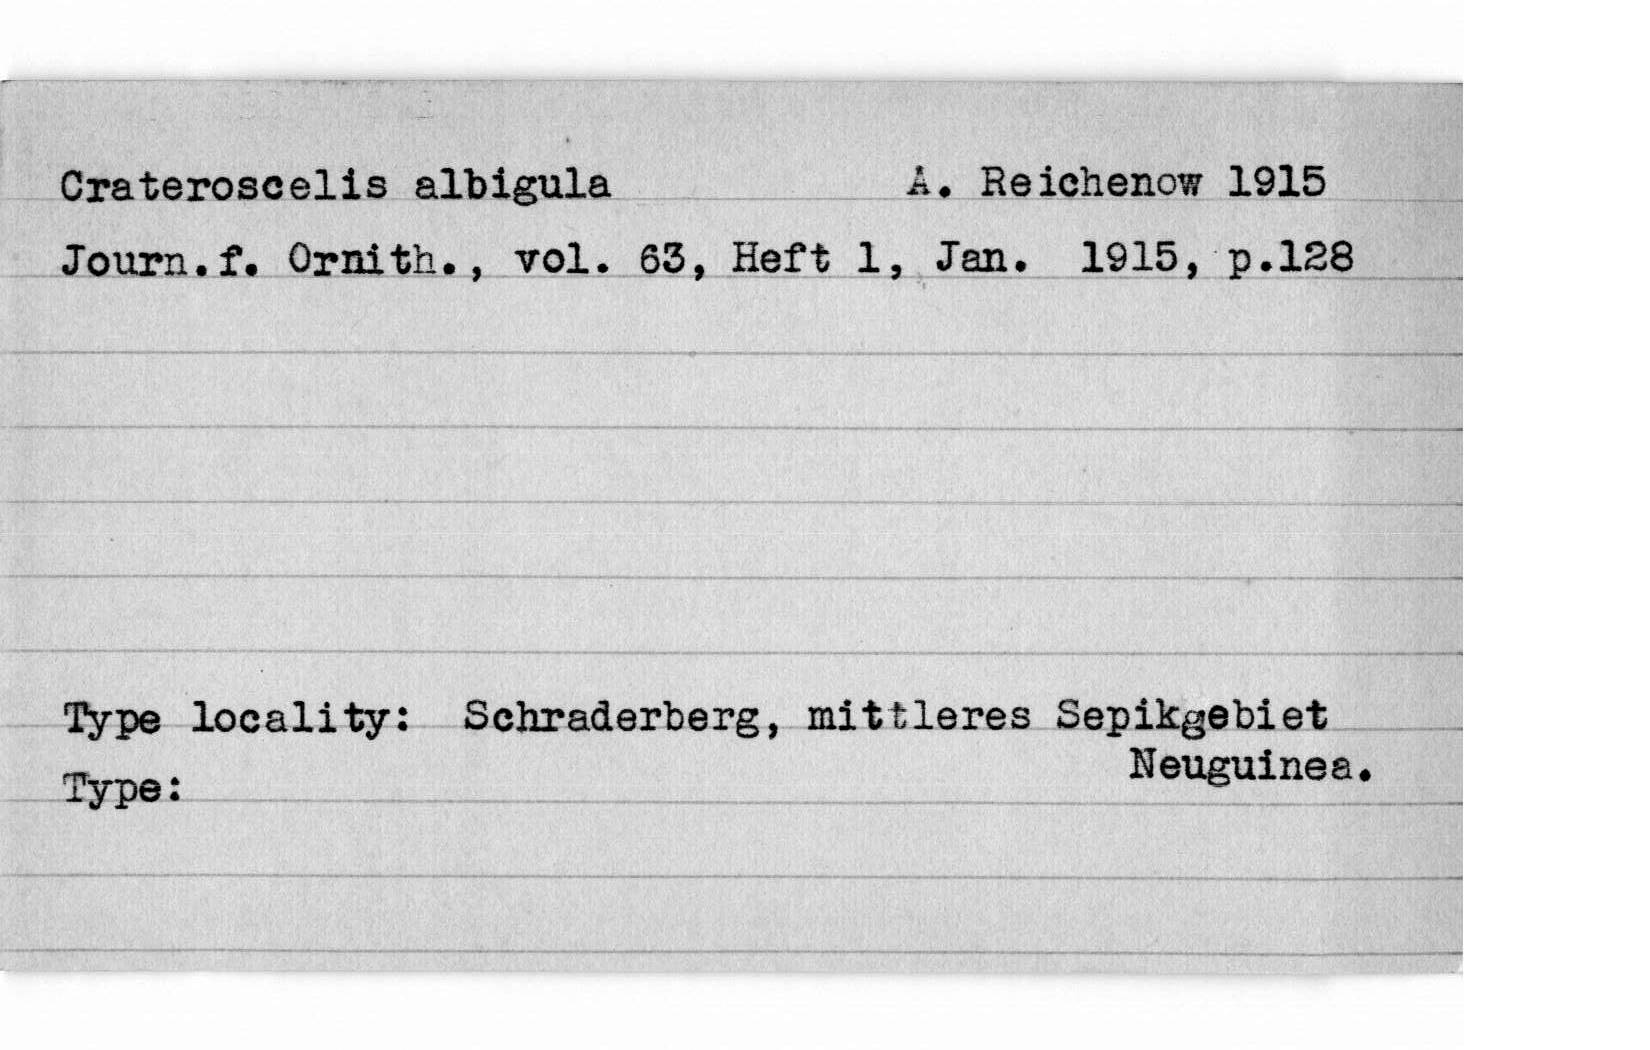 Crateroscelis albigula A. Reichenow 1915
Journ.f. Ornith., vol. 63, Heft 1, Jan. 1915, p.128
Type locality: Schraderberg, mittleres Sepikgebiet
Neuguinea.
Type: